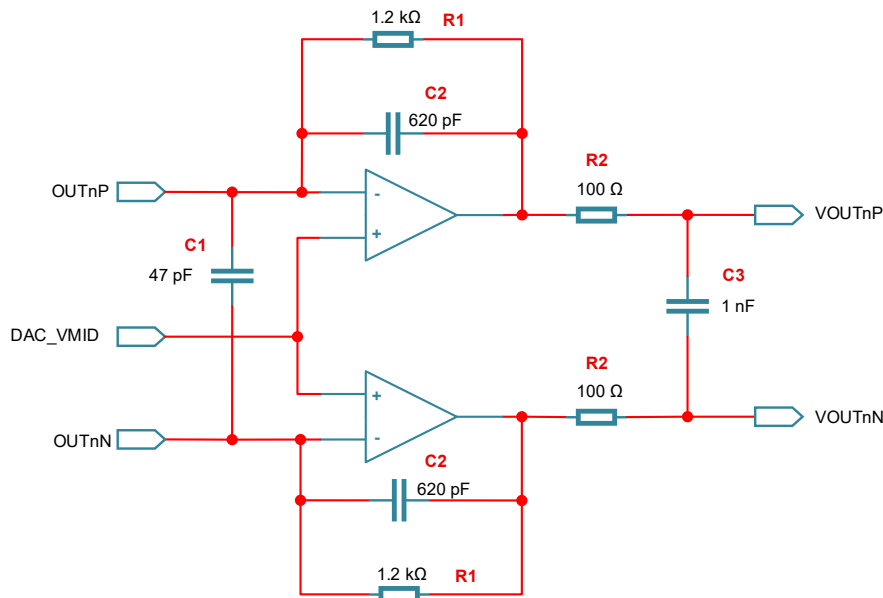 1.2 kΩ R1
C2
620 pF
R2
OUTnP
-
100 Ω
VOUTnP
+
C1
47 pF
C3
1 nF
DAC_VMID
R2
+
100 Ω
OUTnN
-
VOUTnN
C2
620 pF
1.2 kΩ R1